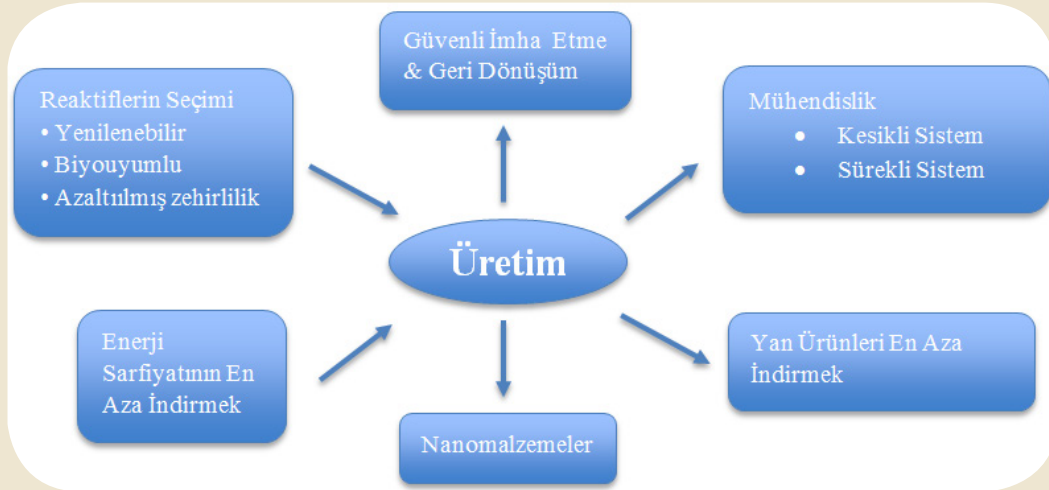 Güvenli İmha Etme
& Geri Dönüşüm
Reaktiflerin Seçimi
• Yenilenebilir
• Biyouyumlu
• Azaltıılmış zehirlilik
Mühendislik
• Kesikli Sistem
• Sürekli Sistem
Üretim
Enerji
Sarfiyatının En
Aza İndirmek
Yan Ürünleri En Aza
İndirmek
Nanomalzemeler